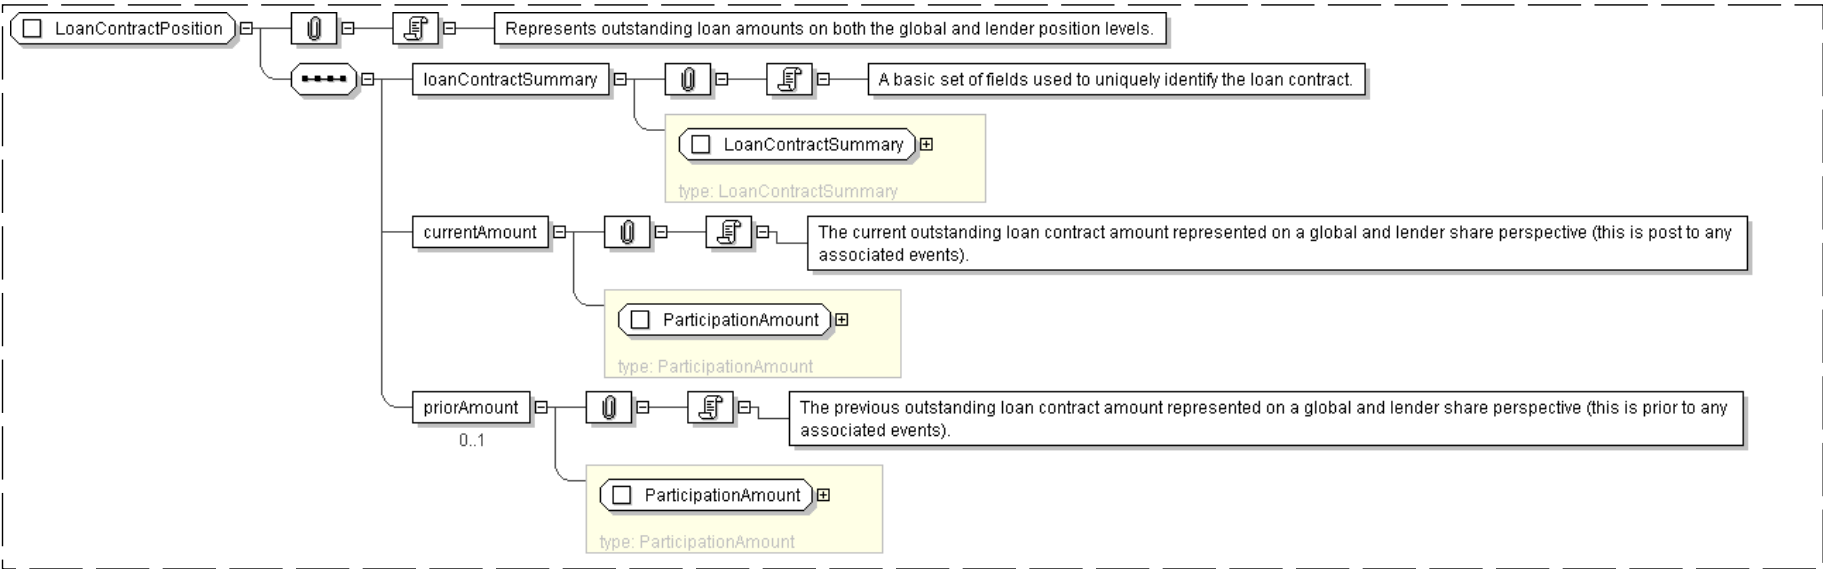 LoanContractPosition
Represents outstanding loan amounts on both the global and lender position levels.
loanContractSummary
A basic set of fields used to uniquely identify the loan contract.
LoanContractSummary
type: LoanContractSummary
currentAmount
The current outstanding loan contract amount represented on a global and lender share perspective (this is post to any
associated events).
ParticipationAmount
type: ParticipationAmount
priorAmount
0..1
The previous outstanding loan contract amount represented on a global and lender share perspective (this is prior to any
associated events).
ParticipationAmount
type: ParticipationAmount